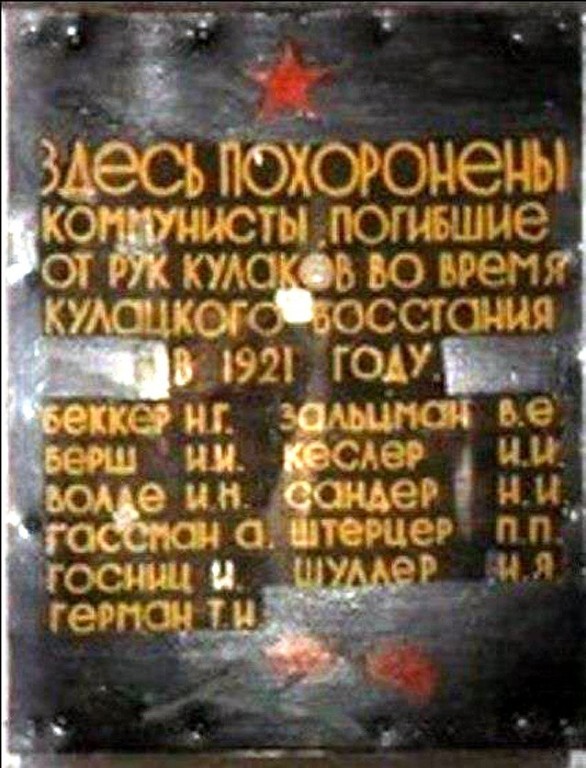 ЗДЕСЬ ПОХОРОНЕНЫ
КОММУНИСТЫ, ПОГИБШИЕ
ОТ РУК КУЛАКОВ ВО ВРЕМЯ
КУЛАЦКОГО ВОССТАНИЯ
В 1921 ГОДУ.
БЕККЕР Н.Г. ЗАЛЬЦМАН В.Е.
БЕРШ И.И. КЕСЛЕР И.И.
ВОЛДЕ И.Н. САНДЕР И.И.
ГАССМАН А. ШТЕРЦЕР П.П.
ГОСНИЦ И. ШУЛЛЕР И.Я.
ГЕРМАН Т.И.